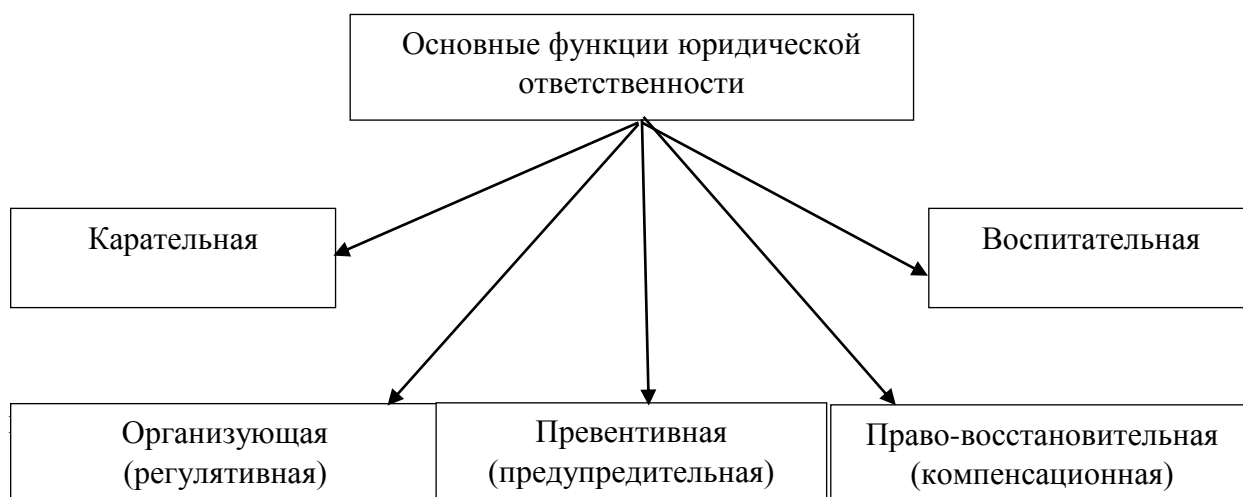 Основные функции юридической
ответственности
Карательная
Воспитательная
Организующая
(регулятивная)
Превентивная
(предупредительная)
Право-восстановительная
(компенсационная)